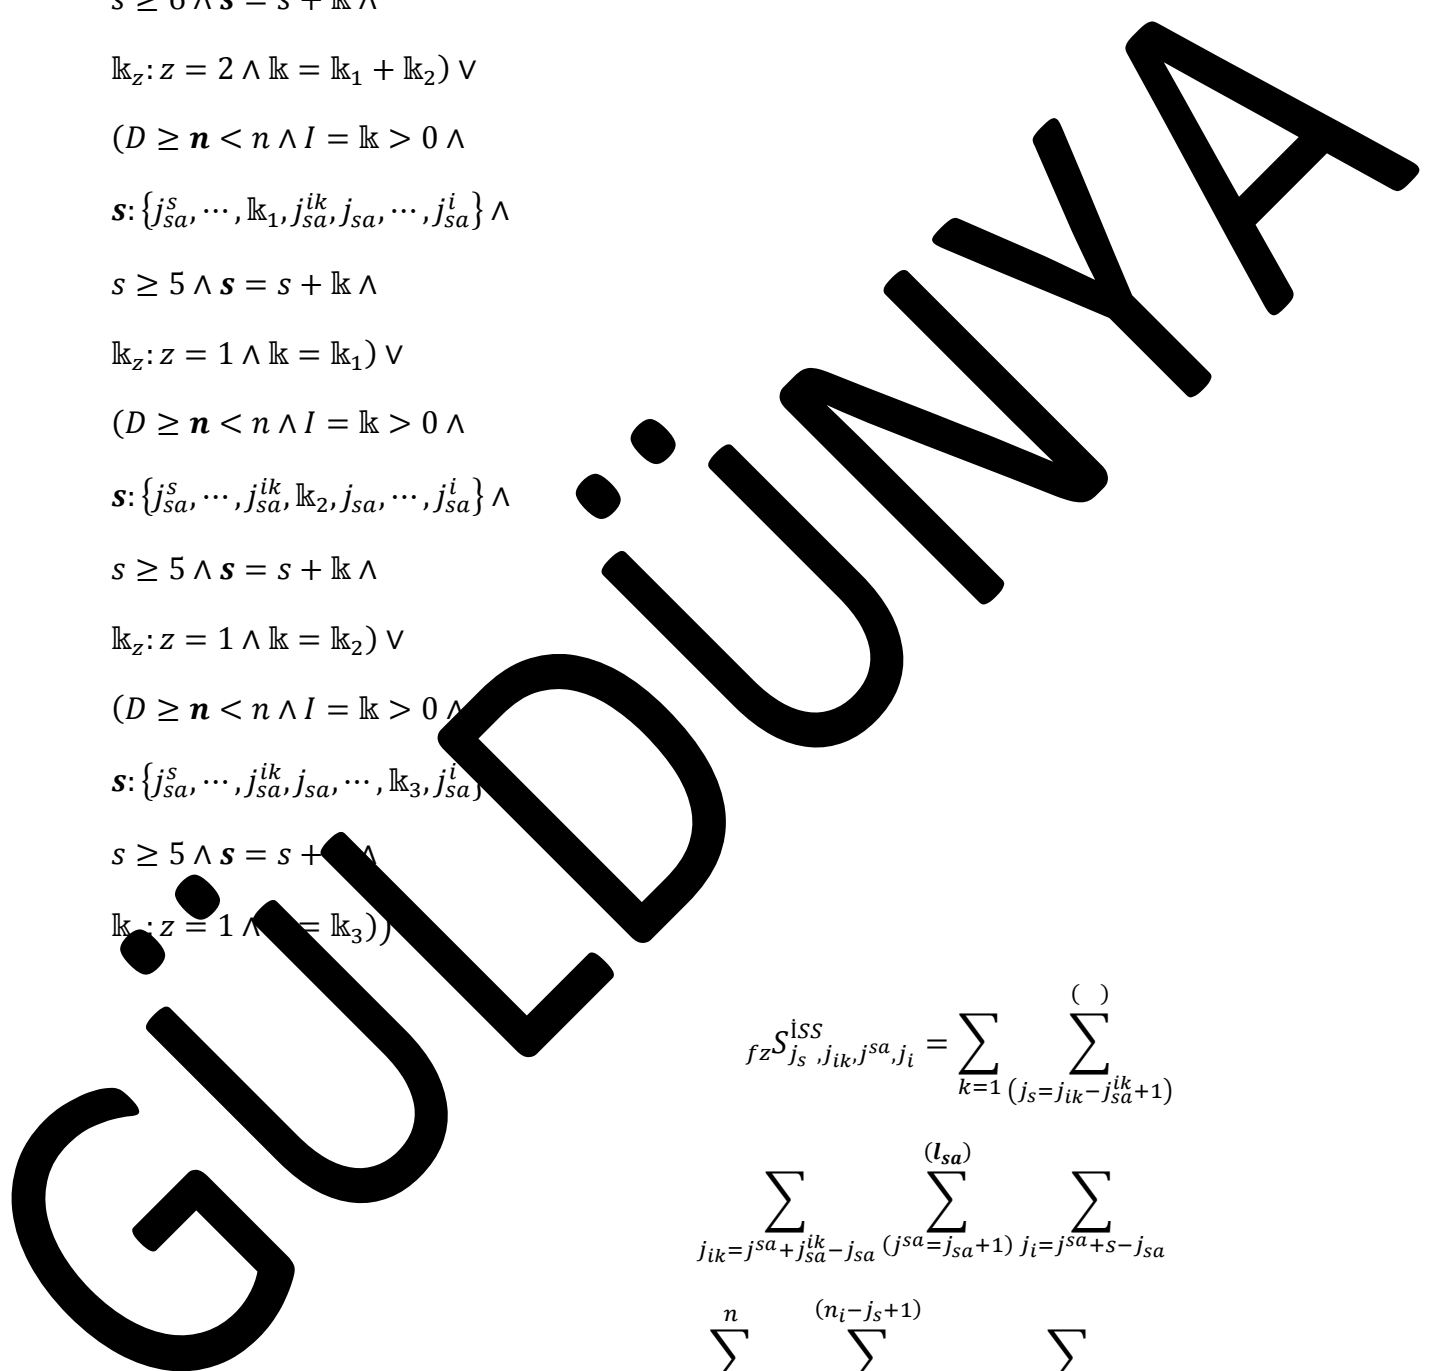 s ≥ 6 ∧ 𝒔 = s + 𝕜 ∧
𝕜_z: z = 2 ∧ 𝕜 = 𝕜_1 + 𝕜_2) ∨
(D ≥ 𝒏 < n ∧ I = 𝕜 > 0 ∧
𝒔: {j_{sa}^{s}, ⋯, 𝕜_1, j_{sa}^{ik}, j_{sa}, ⋯, j_{sa}^{i}} ∧
s ≥ 5 ∧ 𝒔 = s + 𝕜 ∧
𝕜_z: z = 1 ∧ 𝕜 = 𝕜_1) ∨
(D ≥ 𝒏 < n ∧ I = 𝕜 > 0 ∧
𝒔: {j_{sa}^{s}, ⋯, j_{sa}^{ik}, 𝕜_2, j_{sa}, ⋯, j_{sa}^{i}} ∧
s ≥ 5 ∧ 𝒔 = s + 𝕜 ∧
𝕜_z: z = 1 ∧ 𝕜 = 𝕜_2) ∨
(D ≥ 𝒏 < n ∧ I = 𝕜 > 0 ∧
𝒔: {j_{sa}^{s}, ⋯, j_{sa}^{ik}, j_{sa}, ⋯, 𝕜_3, j_{sa}^{i}}
s ≥ 5 ∧ 𝒔 = s + ∧
𝕜 : z = 1 ∧ = 𝕜_3))
GÜLDÜNYA
_{fz}S_{j_s, j_{ik}, j^{sa}, j_i}^{İSS} = ∑_{k=1} ∑_{(j_s=j_{ik}-j_{sa}^{ik}+1)}^{( )}
∑_{j_{ik}=j^{sa}+j_{sa}^{ik}-j_{sa}} ∑_{(j^{sa}=j_{sa}+1)}^{(𝒍_{𝒔𝒂})} ∑_{j_i=j^{sa}+s-j_{sa}}
∑^{n} ∑^{(n_i-j_s+1)} ∑